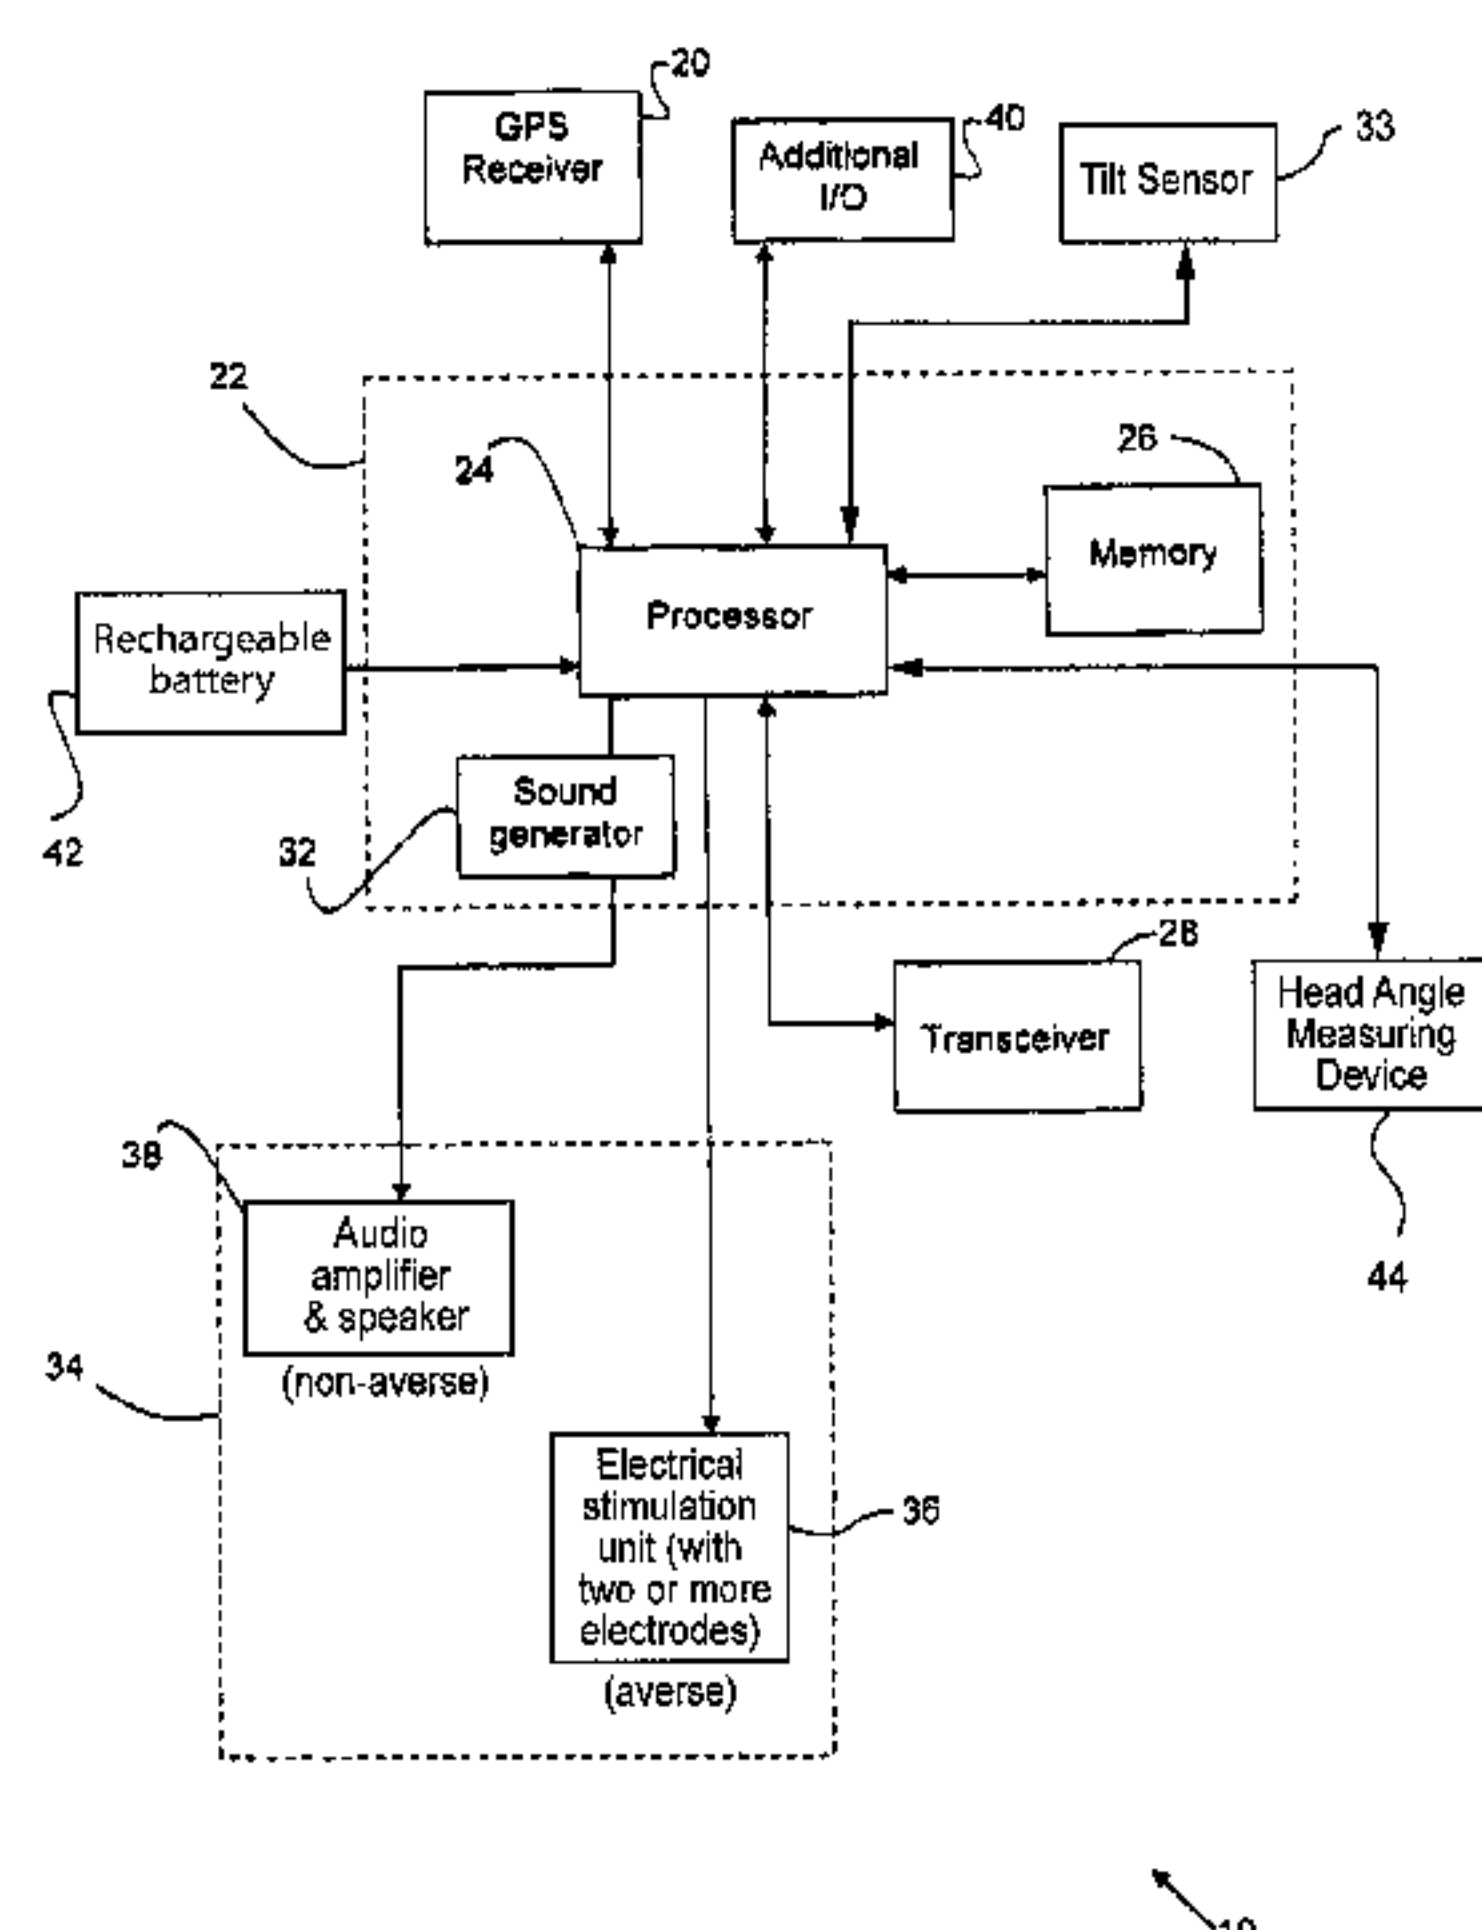 20
GPS
Receiver
40
Additional
I/O
33
Tilt Sensor
22
24
26
Memory
Processor
Rechargeable
battery
42
Sound
generator
32
28
Transceiver
Head Angle
Measuring
Device
44
38
Audio
amplifier
& speaker
(non-averse)
34
Electrical
stimulation
unit (with
two or more
electrodes)
36
(averse)